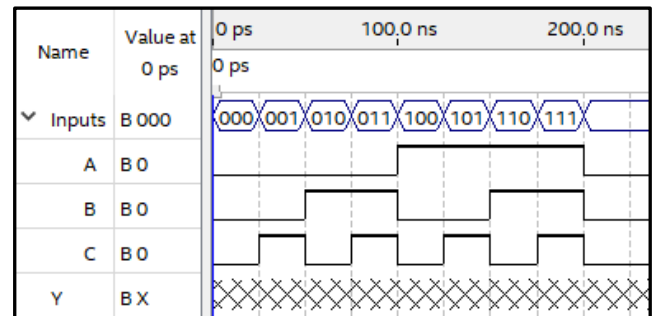 Name Value at 0 ps 0 ps 100.0 ns 200.0 ns
0 ps
Inputs B 000 000 001 010 011 100 101 110 111
A B 0
B B 0
C B 0
Y B X